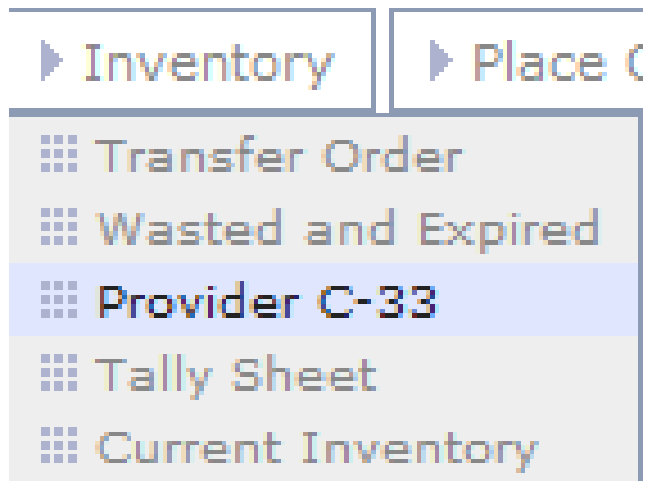 Inventory Place
Transfer Order
Wasted and Expired
Provider C-33
Tally Sheet
Current Inventory